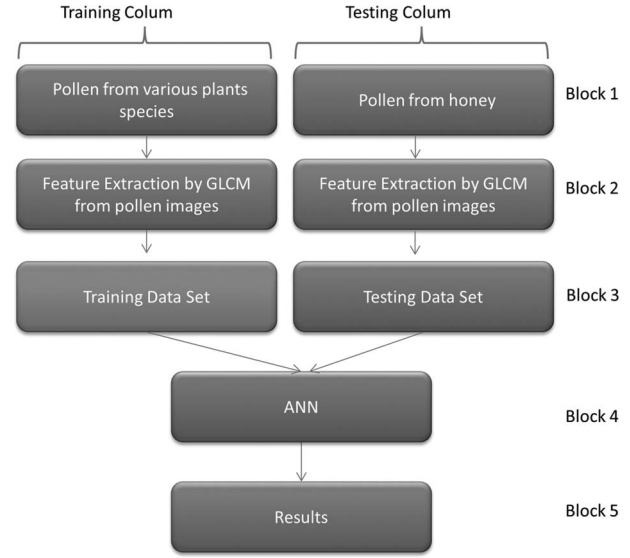 Training Colum
Testing Colum
Pollen from various plants
species
Pollen from honey
Block 1
Feature Extraction by GLCM
from pollen images
Feature Extraction by GLCM
from pollen images
Block 2
Training Data Set
Testing Data Set
Block 3
ANN
Block 4
Results
Block 5